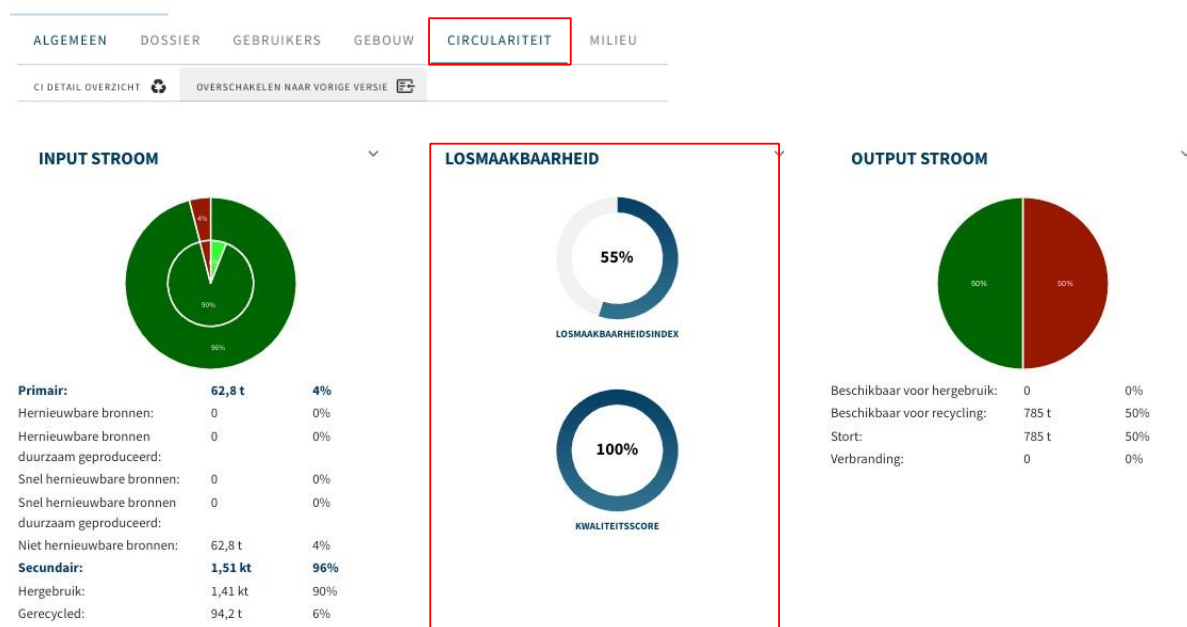 ALGEMEEN DOSSIER GEBRUIKERS GEBOUW CIRCULARITEIT MILIEU
CI DETAIL OVERZICHT OVERSCHAKELEN NAAR VORIGE VERSIE
INPUT STROOM
4%
90%
96%
Primair: 62,8 t 4%
Hernieuwbare bronnen: 0 0%
Hernieuwbare bronnen 0 0%
duurzaam geproduceerd:
Snel hernieuwbare bronnen: 0 0%
Snel hernieuwbare bronnen 0 0%
duurzaam geproduceerd:
Niet hernieuwbare bronnen: 62,8 t 4%
Secundair: 1,51 kt 96%
Hergebruik: 1,41 kt 90%
Gerecycled: 94,2 t 6%
LOSMAAKBAARHEID
55%
LOSMAAKBAARHEIDSINDEX
100%
KWALITEITSSCORE
OUTPUT STROOM
50% 50%
Beschikbaar voor hergebruik: 0 0%
Beschikbaar voor recycling: 785 t 50%
Stort: 785 t 50%
Verbranding: 0 0%